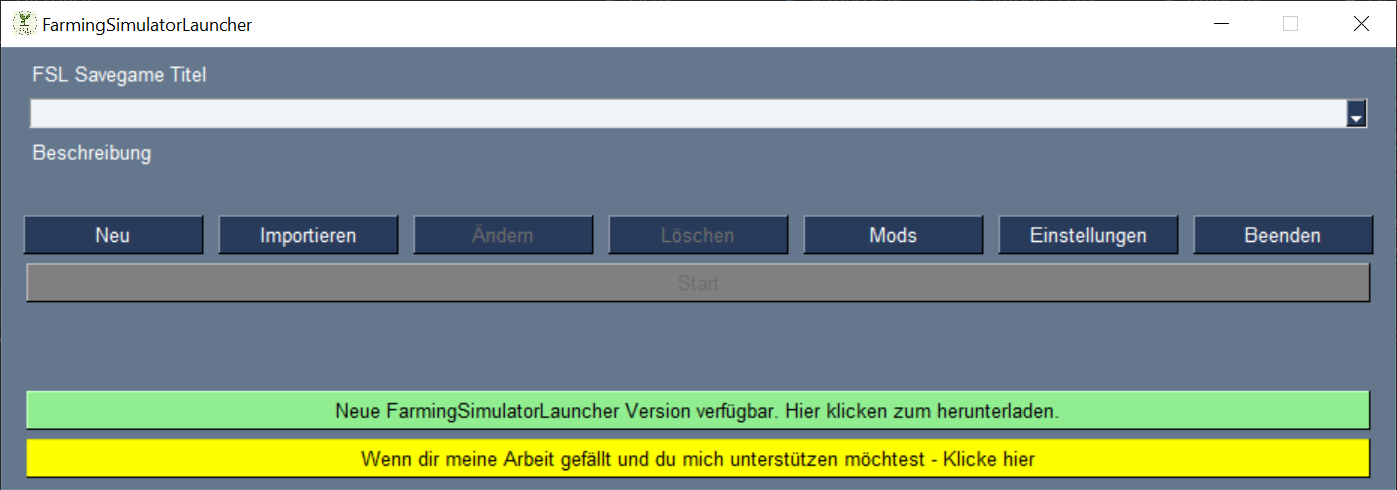 FarmingSimulatorLauncher
FSL Savegame Titel
Beschreibung
Neu Importieren Ändern Löschen Mods Einstellungen Beenden
Start
Neue FarmingSimulatorLauncher Version verfügbar. Hier klicken zum herunterladen.
Wenn dir meine Arbeit gefällt und du mich unterstützen möchtest - Klicke hier